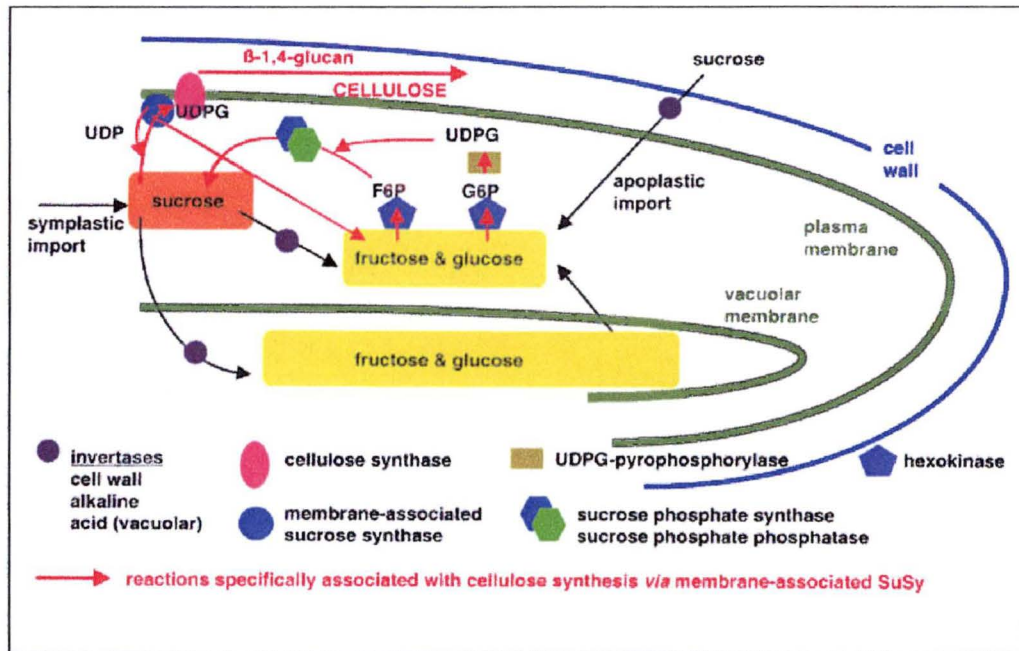 ß-1,4-glucan
sucrose
CELLULOSE
UDPG
UDP
UDPG
cell
wall
F6P
G6P
apoplastic
import
sucrose
symplastic
import
plasma
membrane
fructose & glucose
vacuolar
membrane
fructose & glucose
invertases
cell wall
alkaline
acid (vacuolar)
cellulose synthase
membrane-associated
sucrose synthase
UDPG-pyrophosphorylase
sucrose phosphate synthase
sucrose phosphate phosphatase
hexokinase
reactions specifically associated with cellulose synthesis via membrane-associated SuSy